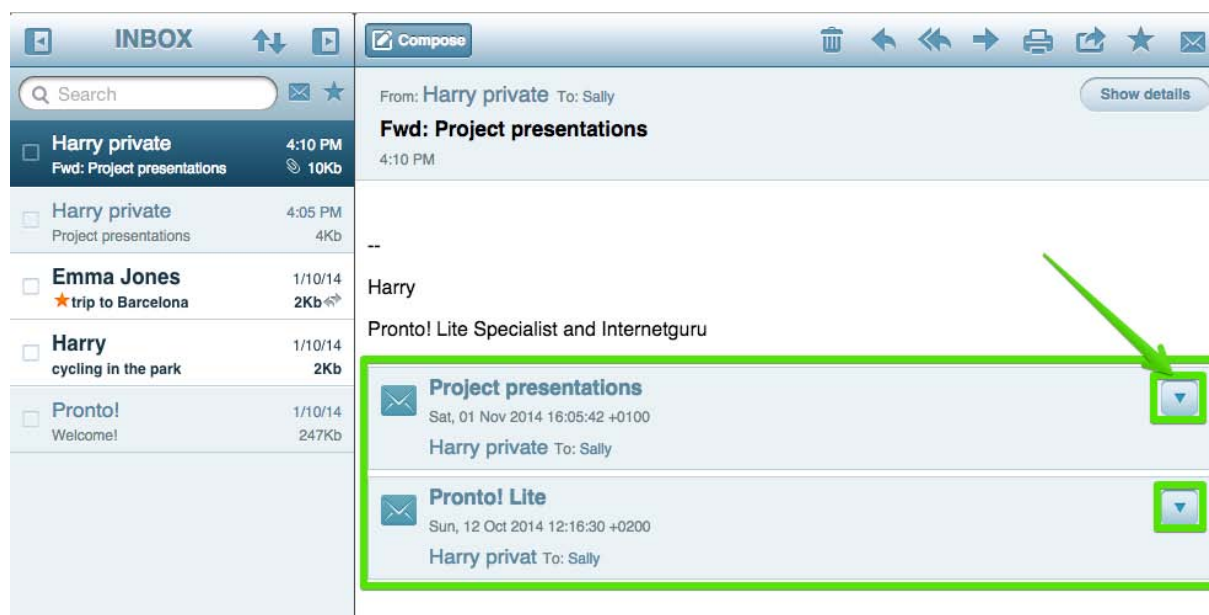 INBOX
Compose
Search
Harry private 4:10 PM
Fwd: Project presentations 10Kb
Harry private 4:05 PM
Project presentations 4Kb
Emma Jones 1/10/14
trip to Barcelona 2Kb
Harry 1/10/14
cycling in the park 2Kb
Pronto! 1/10/14
Welcome! 247Kb
From: Harry private To: Sally
Show details
Fwd: Project presentations
4:10 PM
--
Harry
Pronto! Lite Specialist and Internetguru
Project presentations
Sat, 01 Nov 2014 16:05:42 +0100
Harry private To: Sally
Pronto! Lite
Sun, 12 Oct 2014 12:16:30 +0200
Harry privat To: Sally